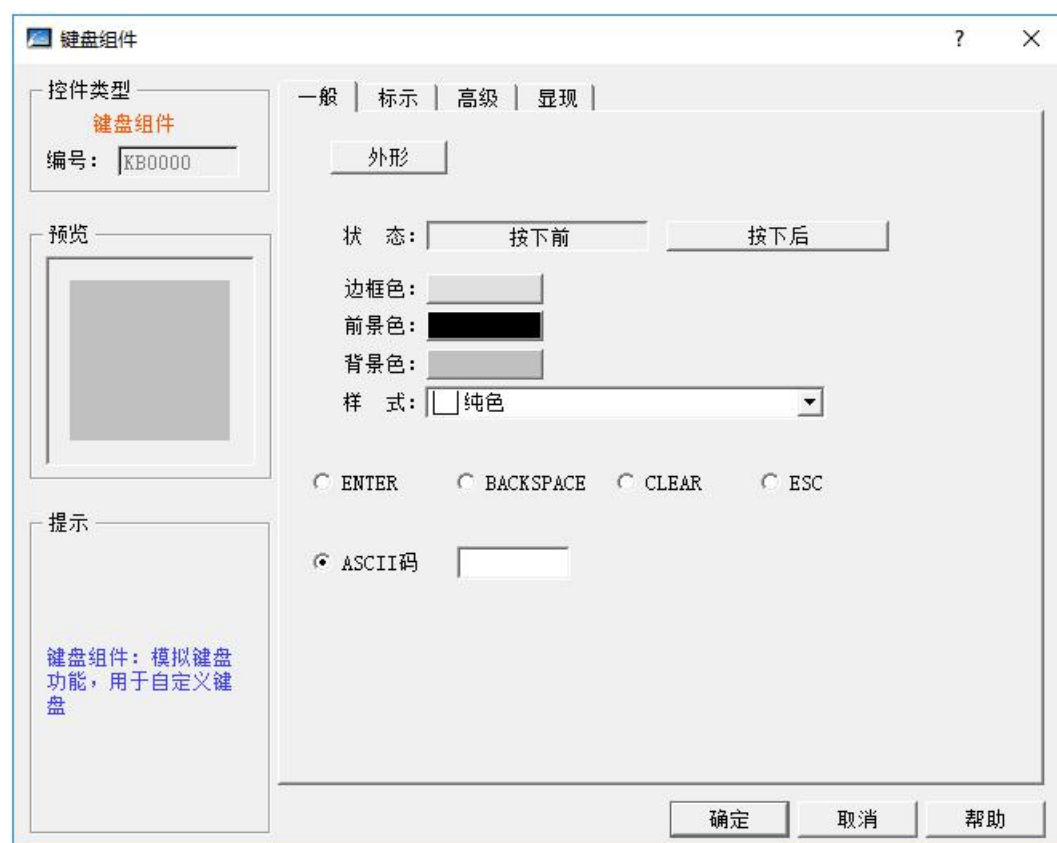 键盘组件
?
控件类型
键盘组件
编号： KB0000
预览
提示
键盘组件：模拟键盘
功能，用于自定义键
盘
一般 标示 高级 显现
外形
状 态： 按下前 按下后
边框色：
前景色：
背景色：
样 式： 纯色
ENTER BACKSPACE CLEAR ESC
ASCII码
确定 取消 帮助